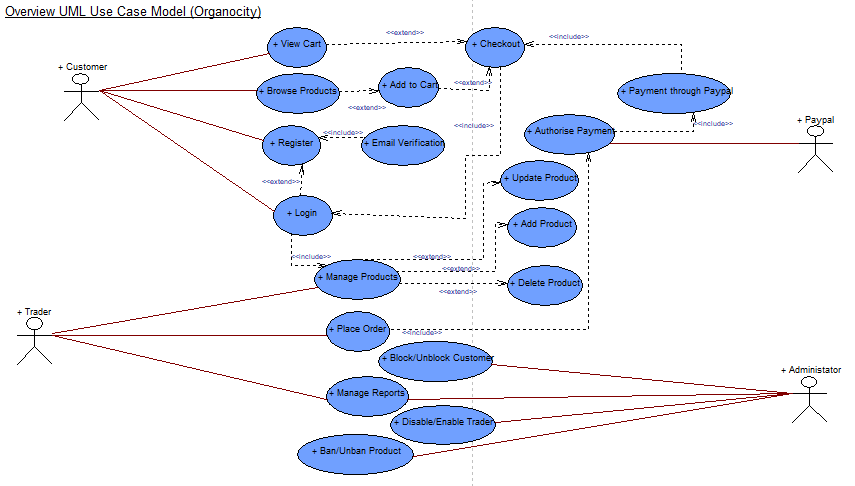 Overview UML Use Case Model (Organocity)
<<extend>>
<<include>>
+ View Cart
+ Checkout
+ Customer
<<extend>>
+ Browse Products
+ Add to Cart
+ Payment through Paypal
<<extend>>
<<include>>
<<include>>
<<include>>
+ Authorise Payment
+ Paypal
+ Register
+ Email Verification
<<extend>>
+ Update Product
+ Login
+ Add Product
<<include>>
<<extend>>
<<extend>>
+ Manage Products
+ Delete Product
<<extend>>
+ Trader
+ Place Order
<<include>>
+ Block/Unblock Customer
+ Administator
+ Manage Reports
+ Disable/Enable Trader
+ Ban/Unban Product